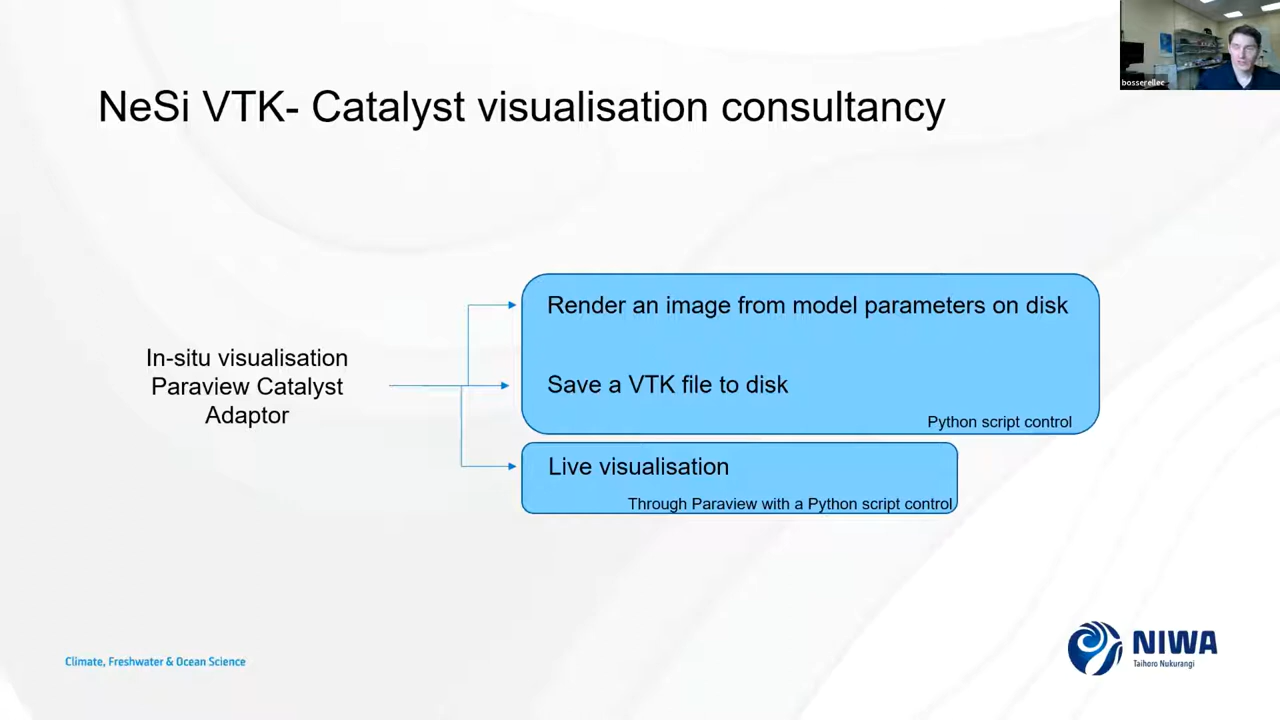 bosserellec
NeSi VTK- Catalyst visualisation consultancy
In-situ visualisation
Paraview Catalyst
Adaptor
Render an image from model parameters on disk
Save a VTK file to disk
Python script control
Live visualisation
Through Paraview with a Python script control
Climate, Freshwater & Ocean Science
NIWA
Taihoro Nukurangi